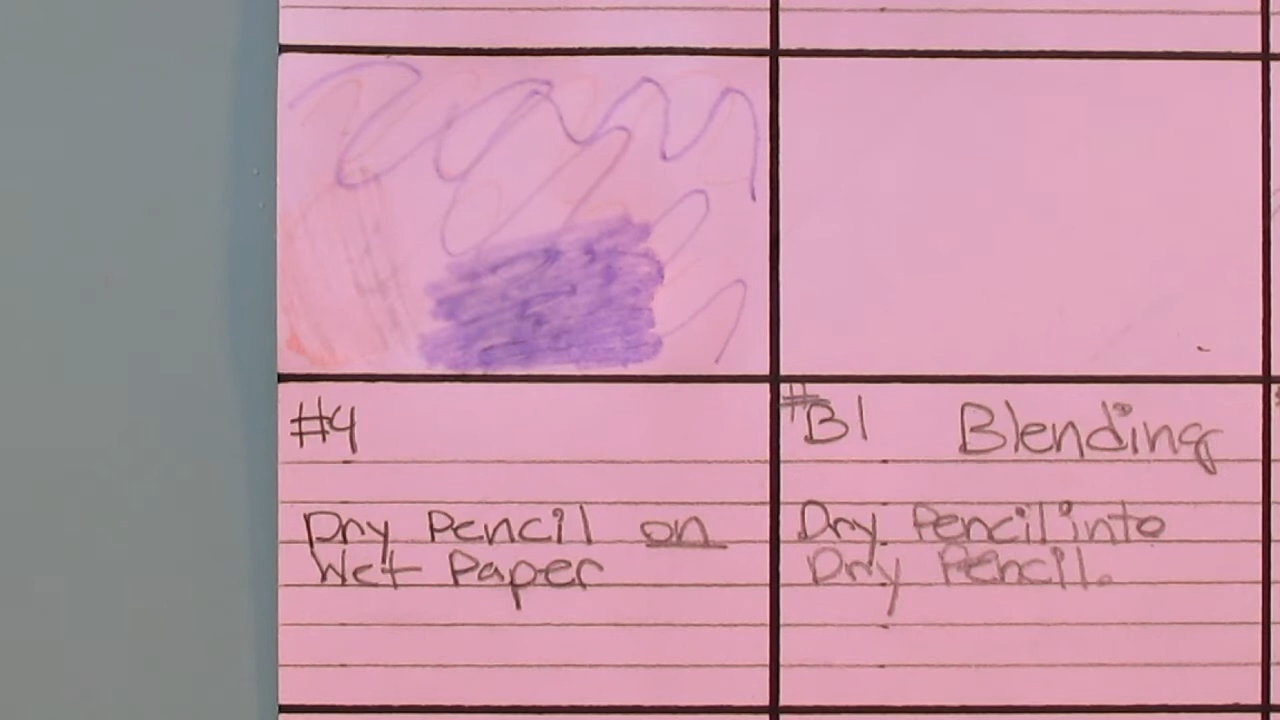 #4
Dry Pencil on
Wet Paper
#B1 Blending
Dry Pencil into
Dry Pencil.